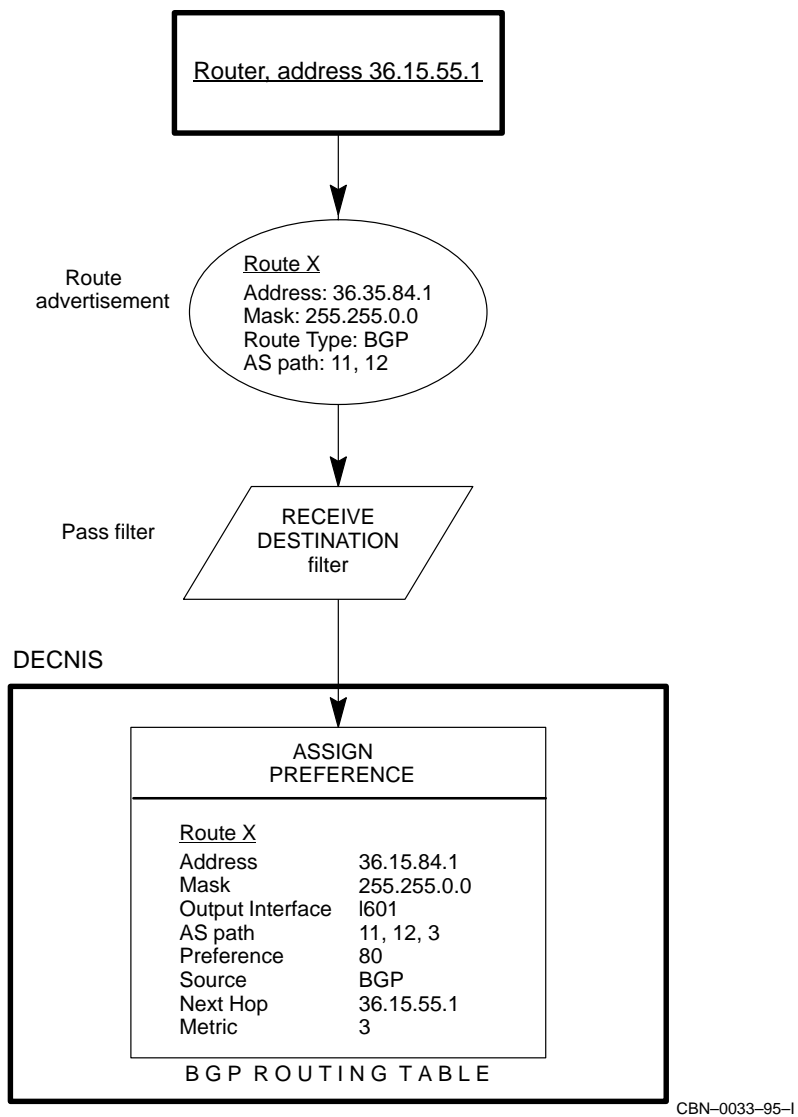 Router, address 36.15.55.1
Route
advertisement
Route X
Address: 36.35.84.1
Mask: 255.255.0.0
Route Type: BGP
AS path: 11, 12
Pass filter
RECEIVE
DESTINATION
filter
DECNIS
ASSIGN
PREFERENCE
Route X
Address 36.15.84.1
Mask 255.255.0.0
Output Interface l601
AS path 11, 12, 3
Preference 80
Source BGP
Next Hop 36.15.55.1
Metric 3
BGP ROUTING TABLE
CBN–0033–95–I